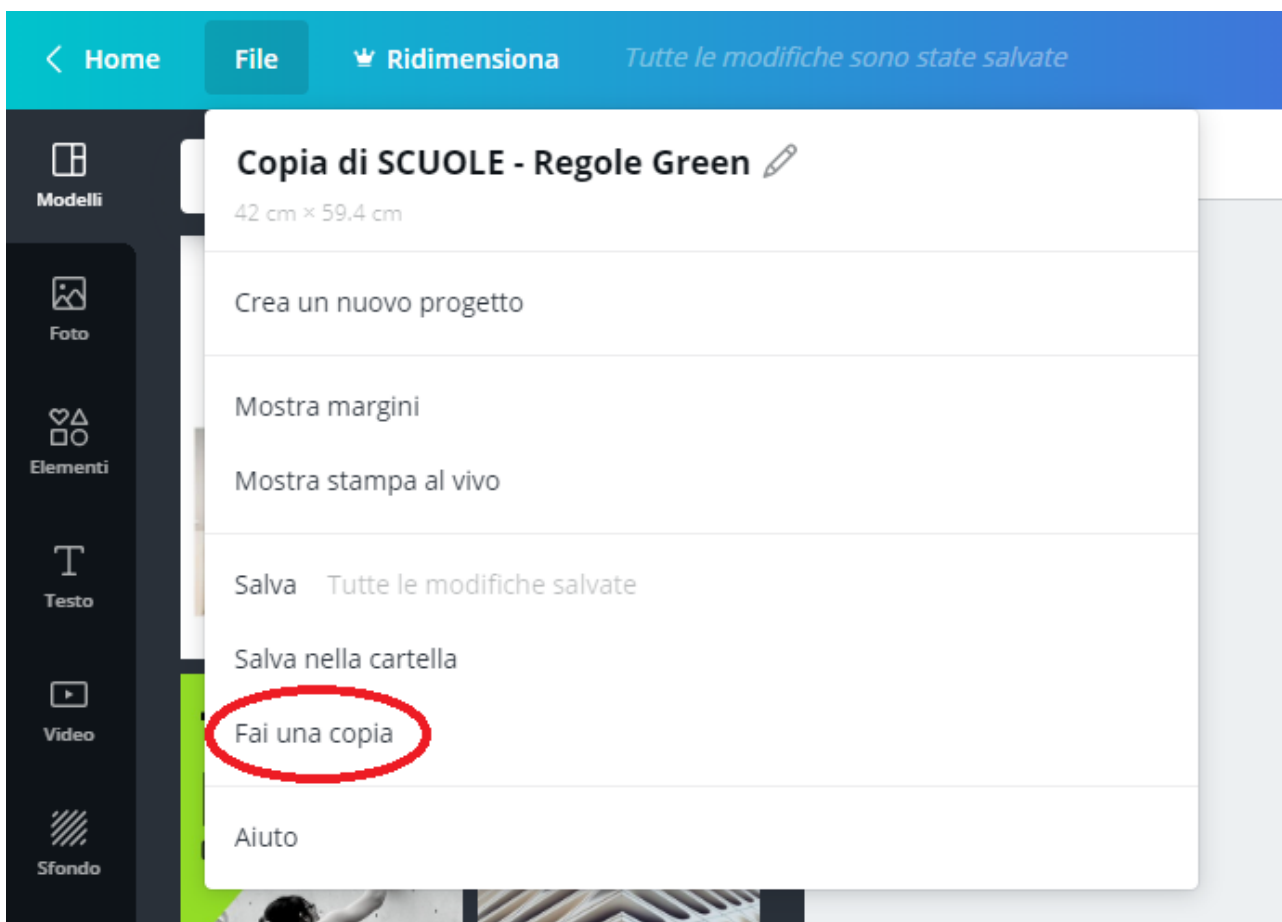 Home File Ridimensiona Tutte le modifiche sono state salvate
Modelli
Foto
Elementi
Testo
Video
Sfondo
Copia di SCUOLE - Regole Green
42 cm × 59.4 cm
Crea un nuovo progetto
Mostra margini
Mostra stampa al vivo
Salva Tutte le modifiche salvate
Salva nella cartella
Fai una copia
Aiuto